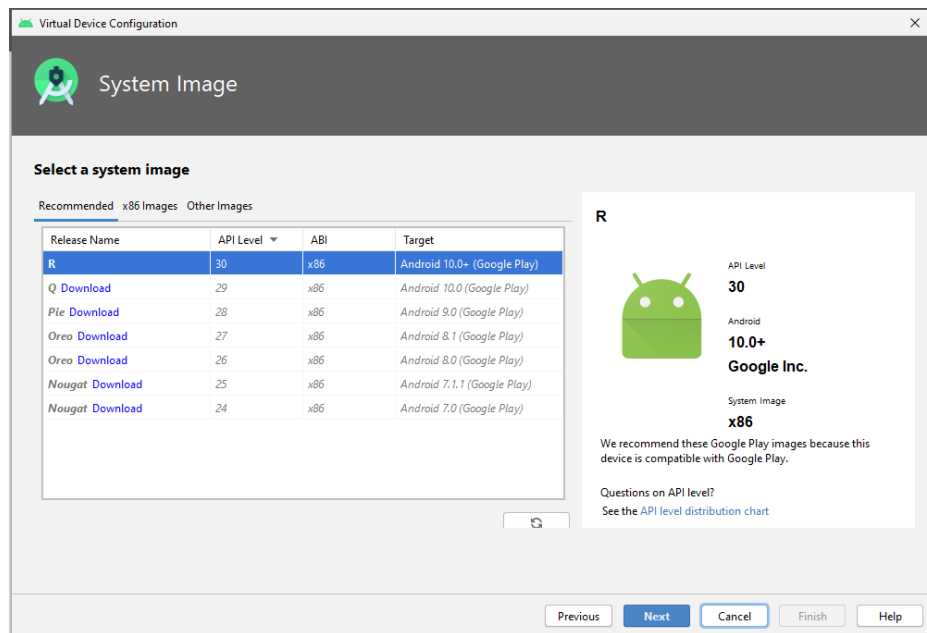 Virtual Device Configuration
System Image
Select a system image
Recommended x86 Images Other Images
Release Name API Level ABI Target
R 30 x86 Android 10.0+ (Google Play)
Q Download 29 x86 Android 10.0 (Google Play)
Pie Download 28 x86 Android 9.0 (Google Play)
Oreo Download 27 x86 Android 8.1 (Google Play)
Oreo Download 26 x86 Android 8.0 (Google Play)
Nougat Download 25 x86 Android 7.1.1 (Google Play)
Nougat Download 24 x86 Android 7.0 (Google Play)
R
API Level
30
Android
10.0+
Google Inc.
System Image
x86
We recommend these Google Play images because this
device is compatible with Google Play.
Questions on API level?
See the API level distribution chart
Previous Next Cancel Finish Help